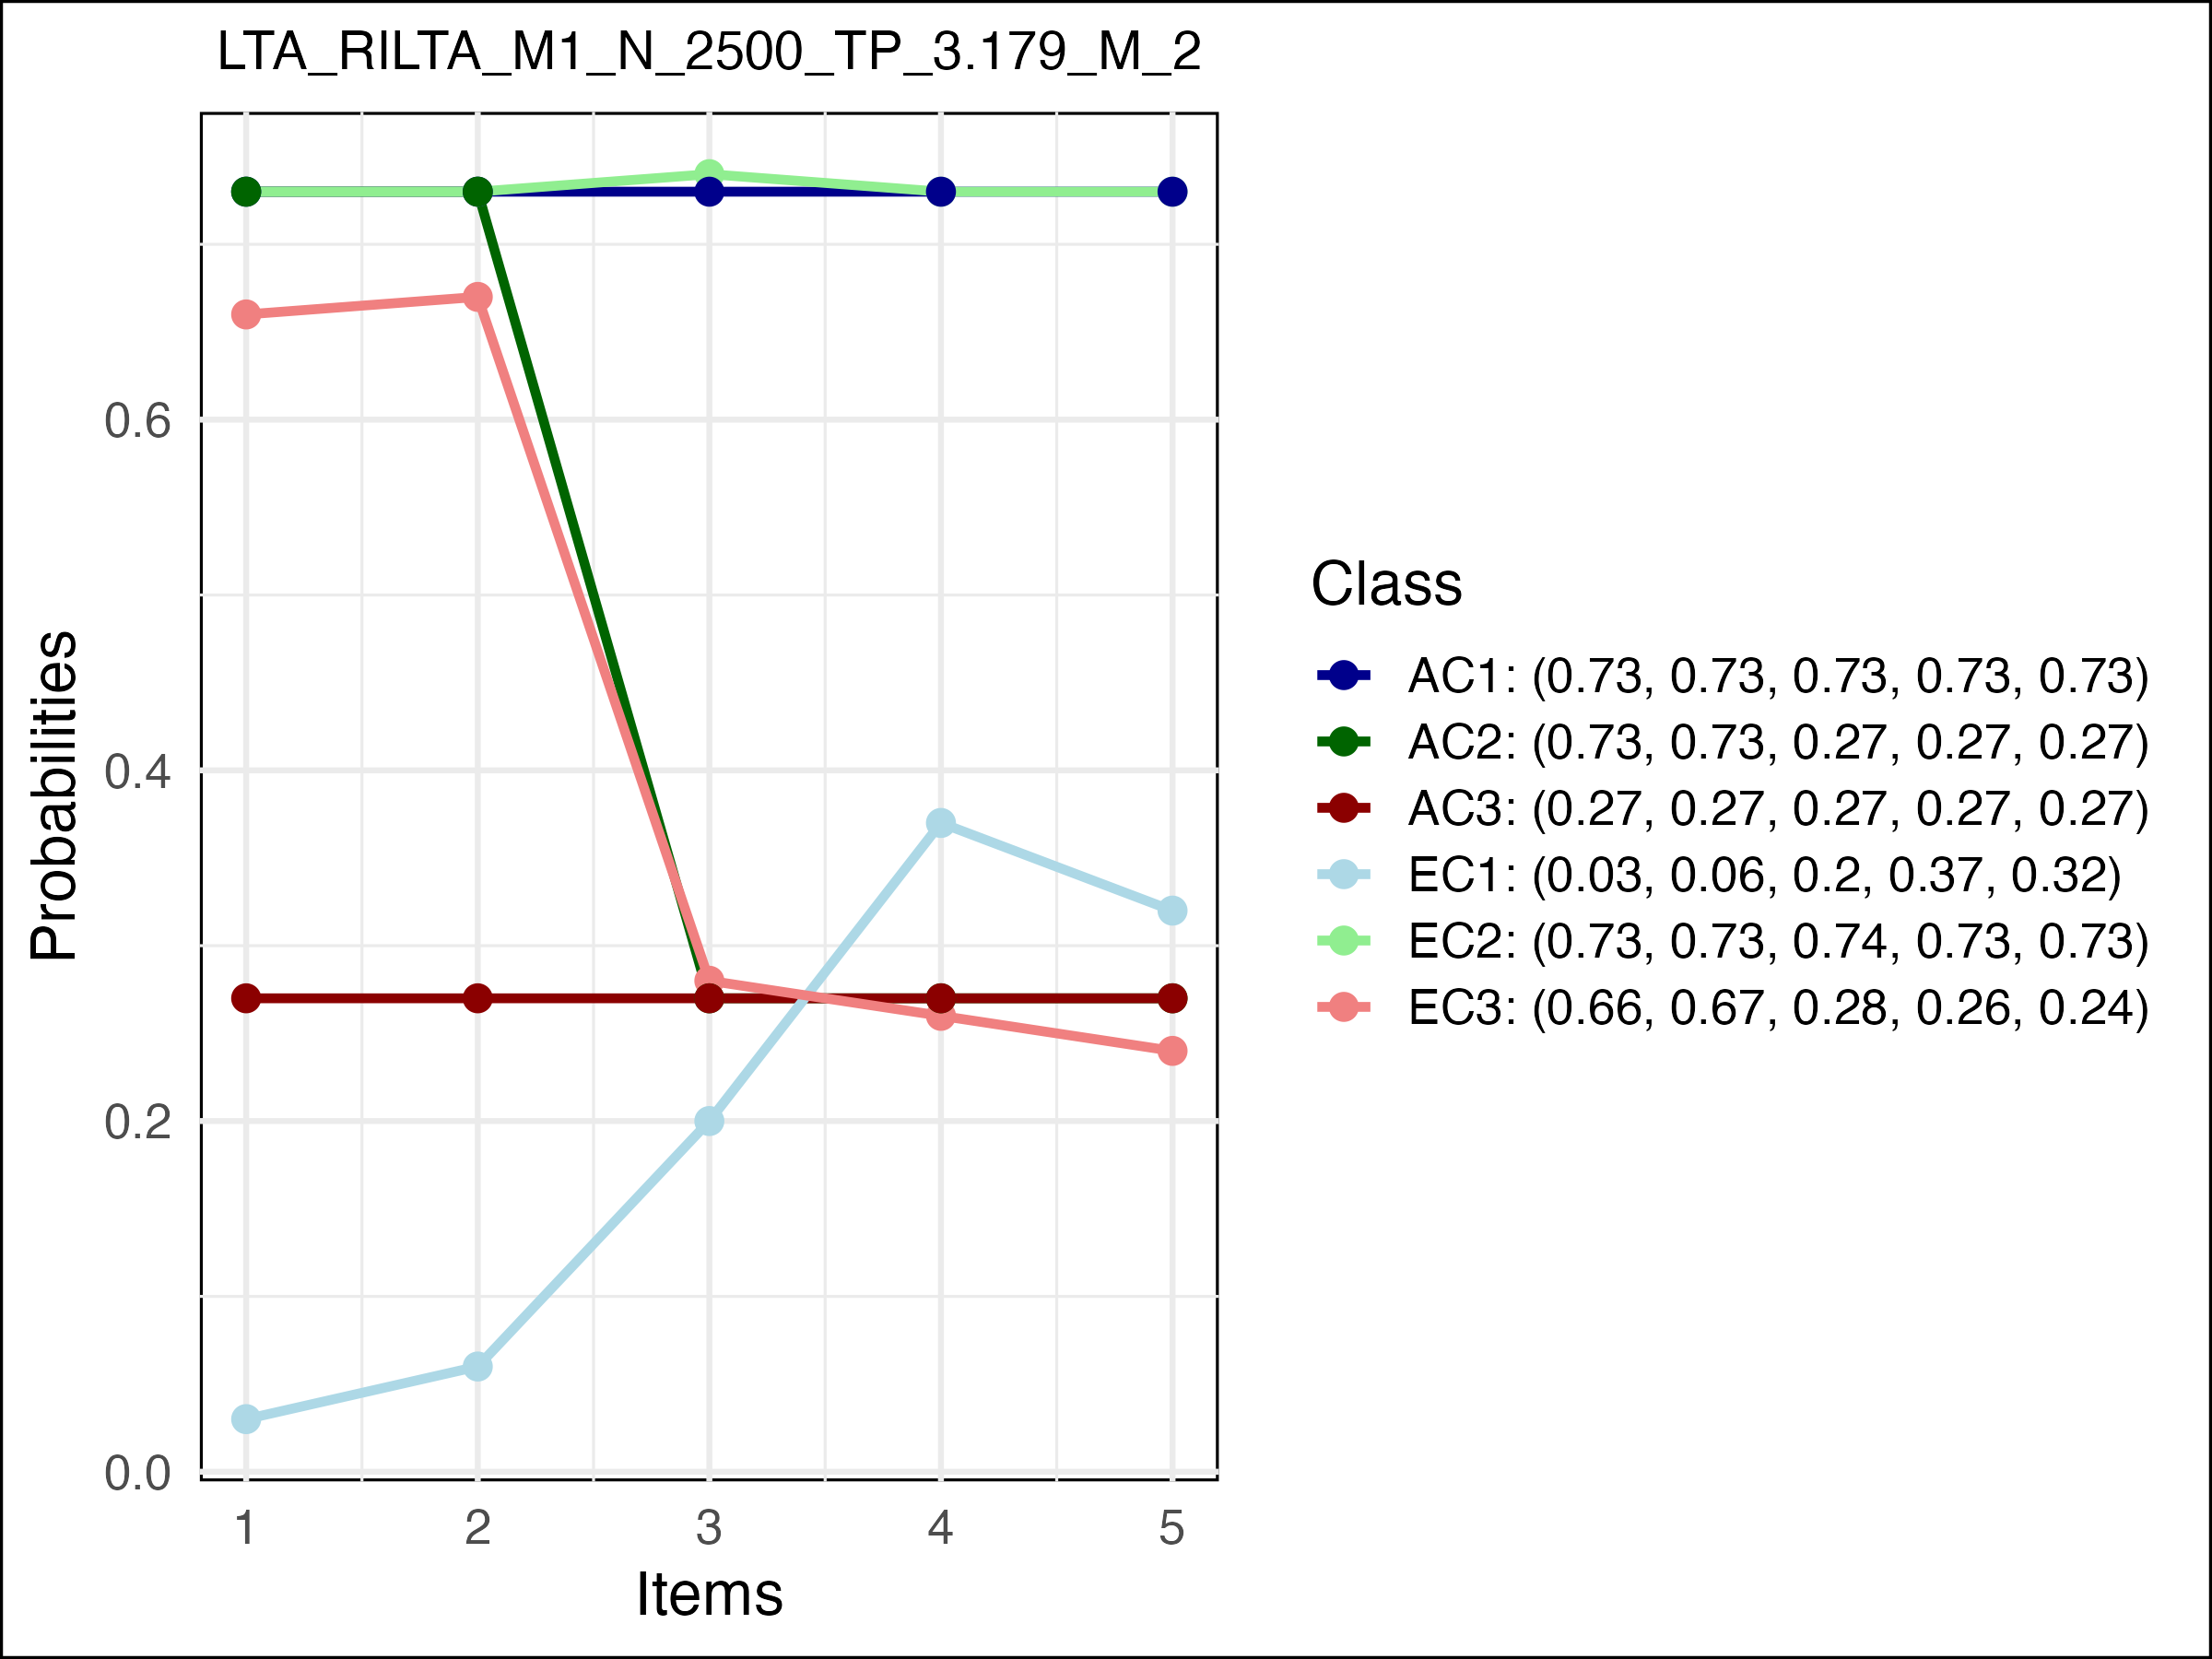 LTA_RILTA_M1_N_2500_TP_3.179_M_2
Probabilities
0.6
0.4
0.2
0.0
1 2 3 4 5
Items
Class
AC1: (0.73, 0.73, 0.73, 0.73, 0.73)
AC2: (0.73, 0.73, 0.27, 0.27, 0.27)
AC3: (0.27, 0.27, 0.27, 0.27, 0.27)
EC1: (0.03, 0.06, 0.2, 0.37, 0.32)
EC2: (0.73, 0.73, 0.74, 0.73, 0.73)
EC3: (0.66, 0.67, 0.28, 0.26, 0.24)